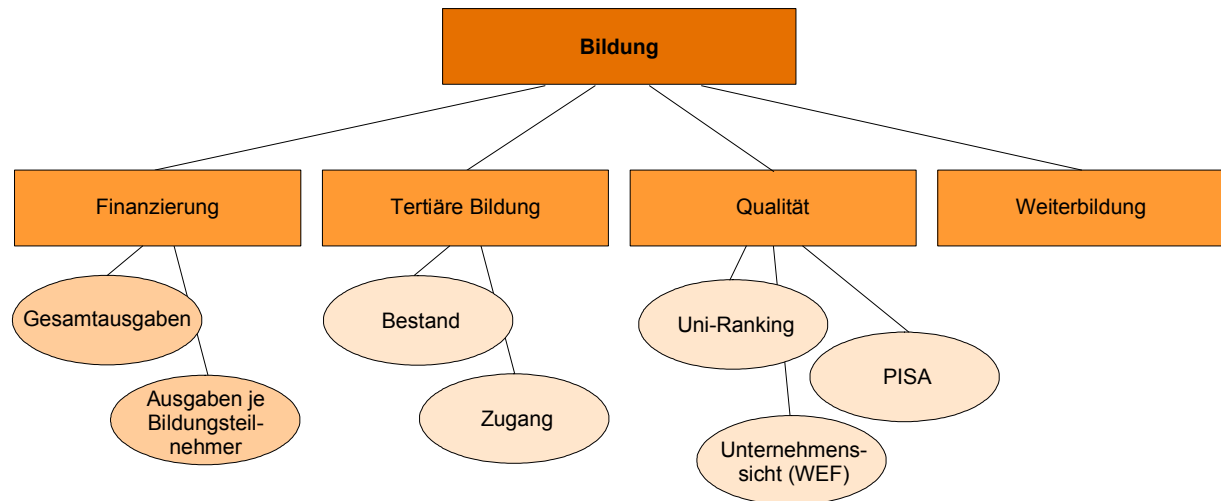 Bildung
Finanzierung
Tertiäre Bildung
Qualität
Weiterbildung
Gesamtausgaben
Ausgaben je
Bildungsteil-
nehmer
Bestand
Zugang
Uni-Ranking
PISA
Unternehmens-
sicht (WEF)